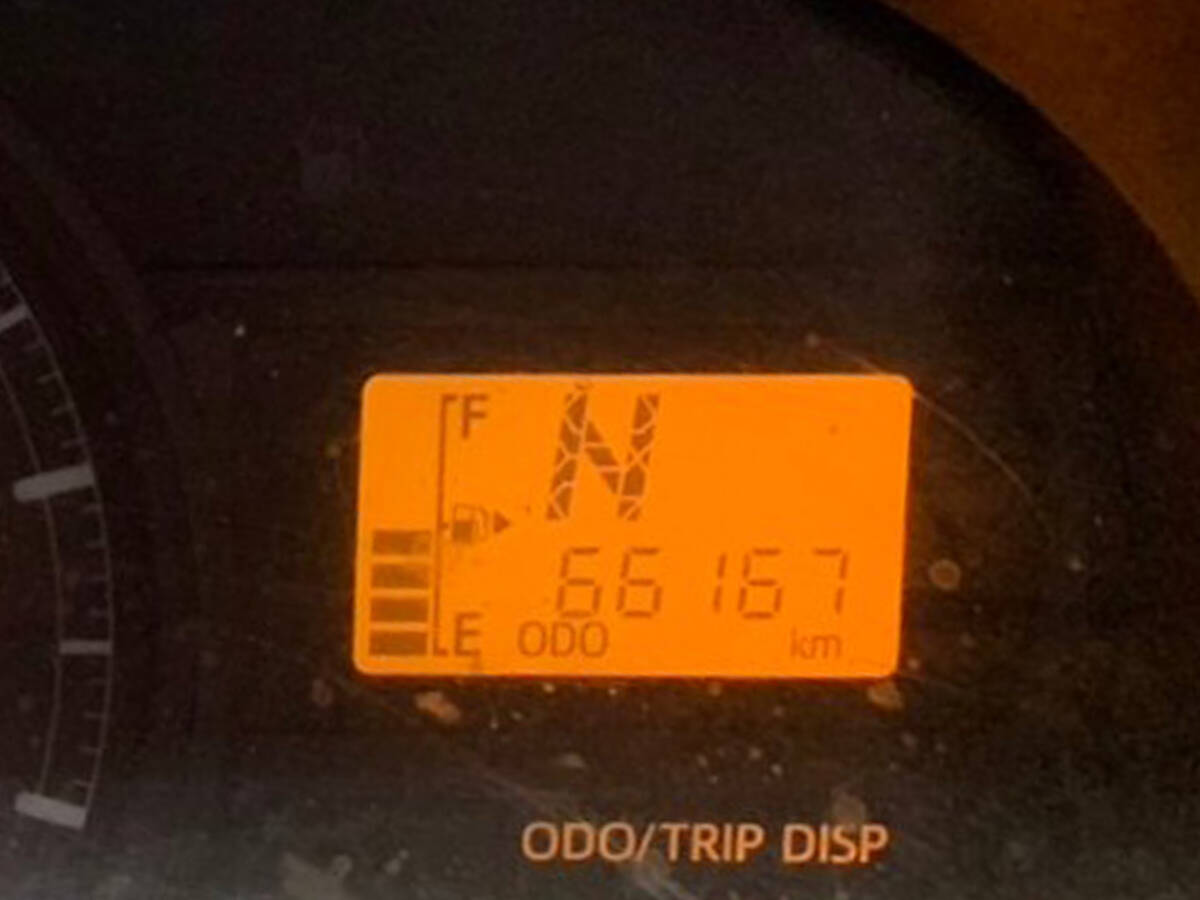 F
N
66167
E ODO km
ODO/TRIP DISP